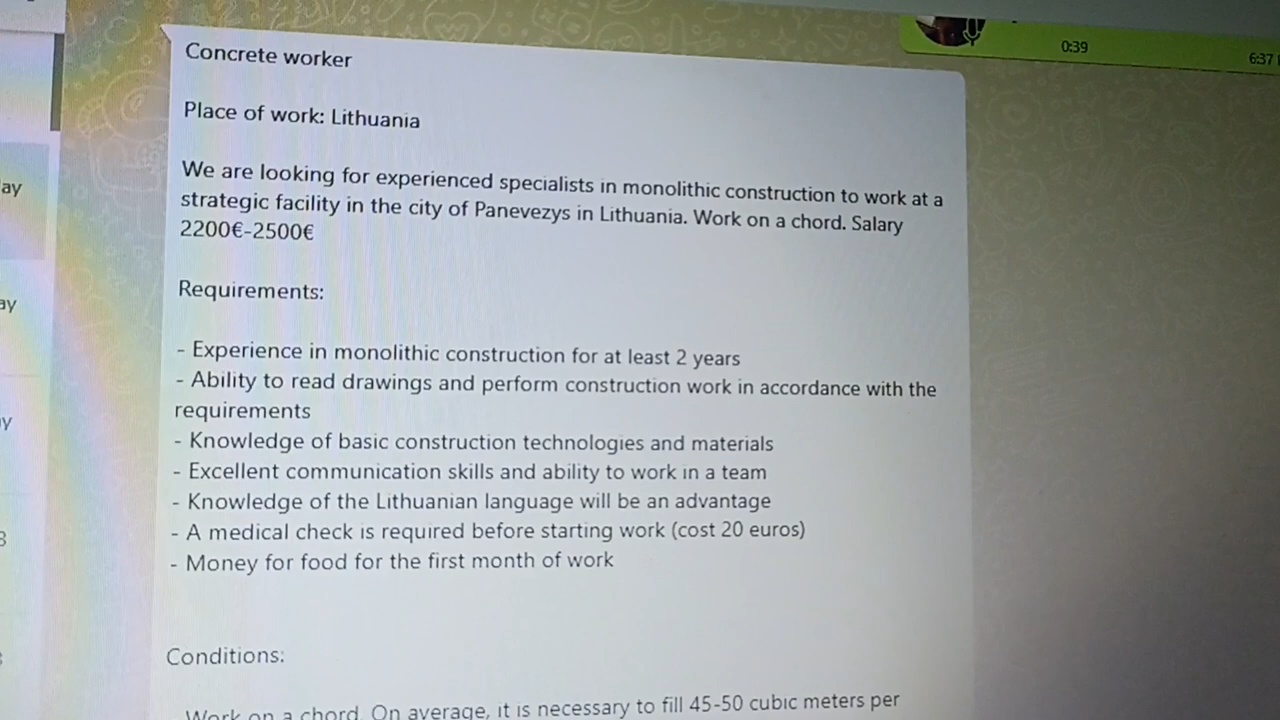 Concrete worker
Place of work: Lithuania
We are looking for experienced specialists in monolithic construction to work at a
strategic facility in the city of Panevezys in Lithuania. Work on a chord. Salary
2200€-2500€
Requirements:
- Experience in monolithic construction for at least 2 years
- Ability to read drawings and perform construction work in accordance with the
requirements
- Knowledge of basic construction technologies and materials
- Excellent communication skills and ability to work in a team
- Knowledge of the Lithuanian language will be an advantage
- A medical check is required before starting work (cost 20 euros)
- Money for food for the first month of work
Conditions:
Work on a chord. On average, it is necessary to fill 45-50 cubic meters per
0:39
6:37
ay
ay
y